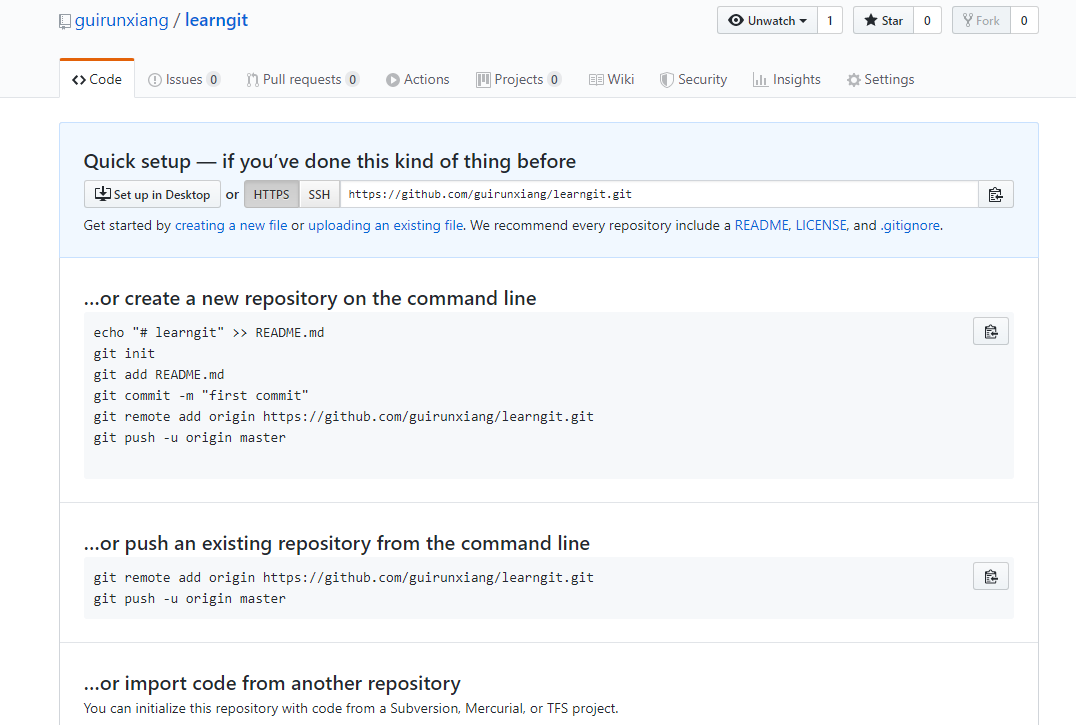 guirunxiang / learngit
Unwatch 1 Star 0 Fork 0
Code Issues 0 Pull requests 0 Actions Projects 0 Wiki Security Insights Settings
Quick setup — if you’ve done this kind of thing before
Set up in Desktop or HTTPS SSH https://github.com/guirunxiang/learngit.git
Get started by creating a new file or uploading an existing file. We recommend every repository include a README, LICENSE, and .gitignore.
…or create a new repository on the command line
echo "# learngit" >> README.md
git init
git add README.md
git commit -m "first commit"
git remote add origin https://github.com/guirunxiang/learngit.git
git push -u origin master
…or push an existing repository from the command line
git remote add origin https://github.com/guirunxiang/learngit.git
git push -u origin master
…or import code from another repository
You can initialize this repository with code from a Subversion, Mercurial, or TFS project.